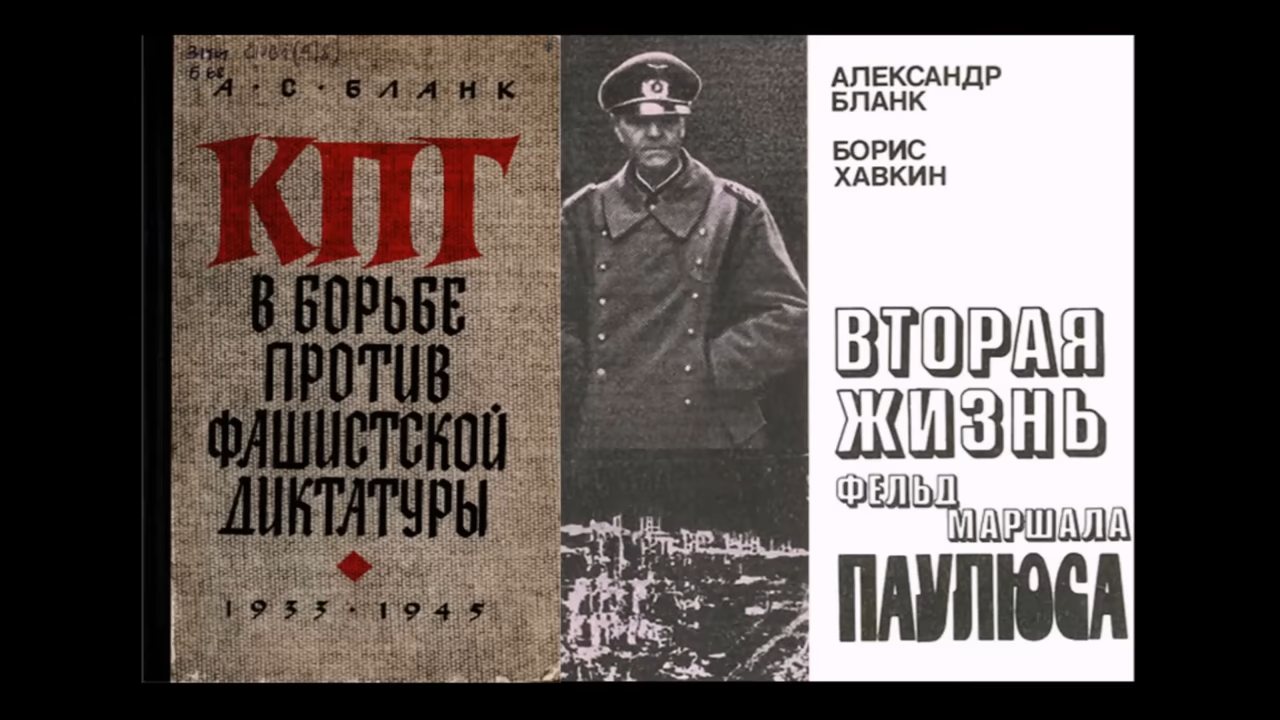 А·С·БЛАНК
КПГ
В БОРЬБЕ
ПРОТИВ
ФАШИСТСКОЙ
ДИКТАТУРЫ
1933·1945
АЛЕКСАНДР
БЛАНК
БОРИС
ХАВКИН
ВТОРАЯ
ЖИЗНЬ
ФЕЛЬД
МАРШАЛА
ПАУЛЮСА